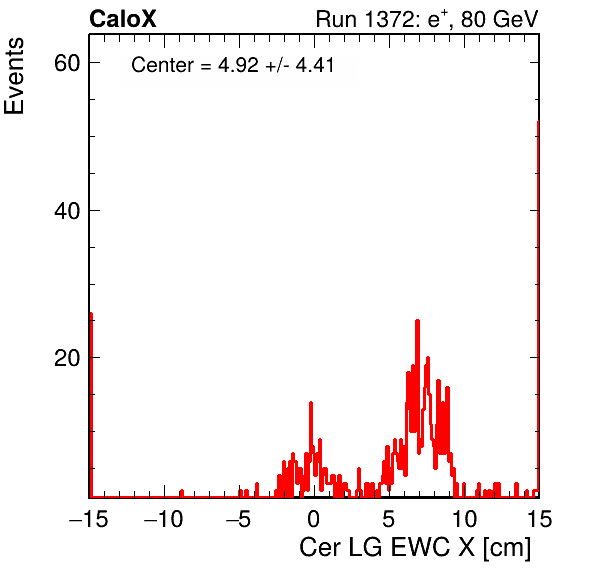 CaloX Run 1372: e⁺, 80 GeV
Events
Center = 4.92 +/- 4.41
60
40
20
−15 −10 −5 0 5 10 15
Cer LG EWC X [cm]